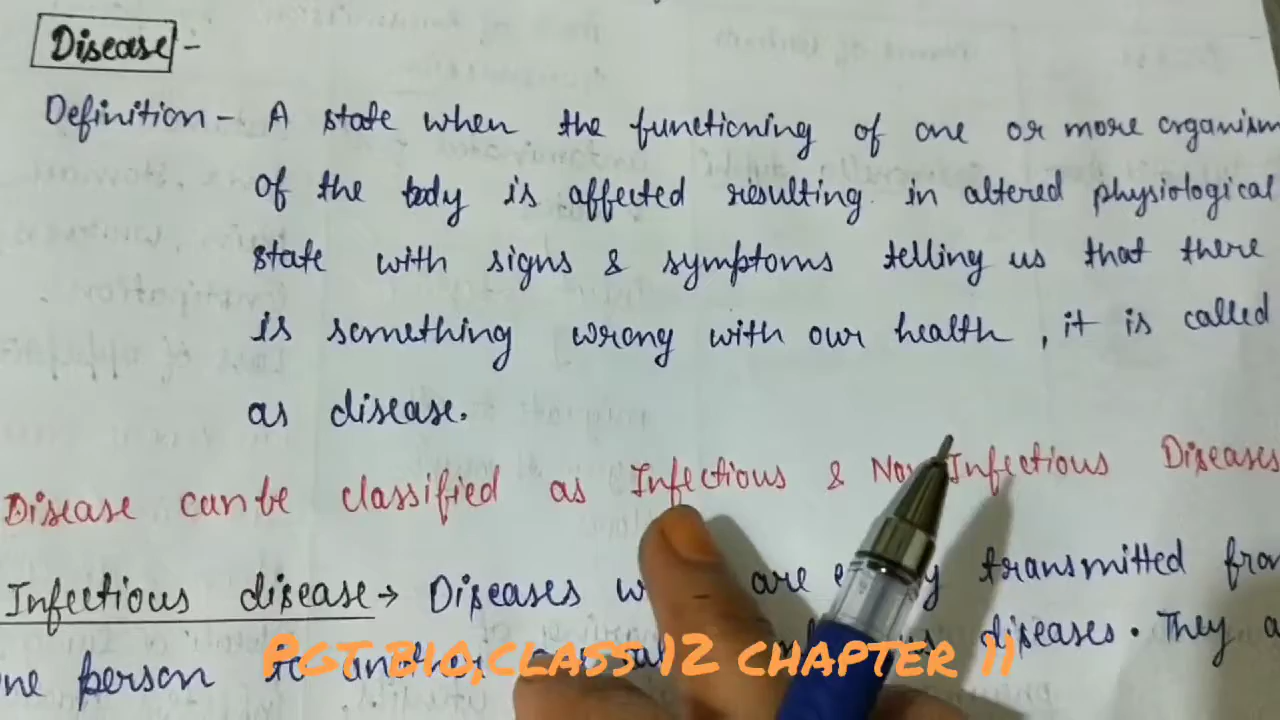 Disease -
Definition - A state when the functioning of one or more organism
of the body is affected resulting in altered physiological
state with signs & symptoms telling us that there
is something wrong with our health, it is called
as disease.
Disease can be classified as Infectious & Non Infectious Diseases
Infectious disease → Diseases are transmitted
person to another diseases. They
PGT bio,class 12 chapter 11